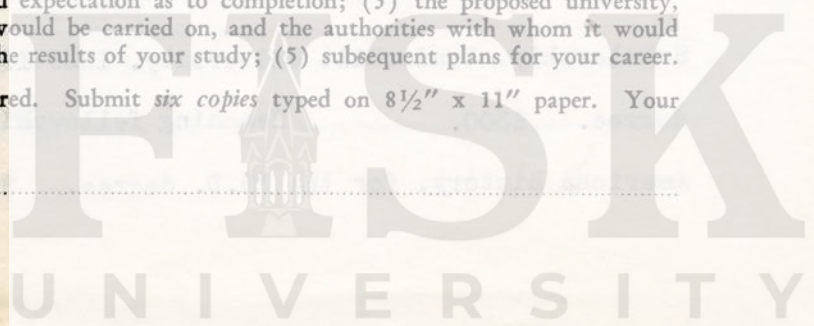 expectation as to completion; (3) the proposed university,
would be carried on, and the authorities with whom it would
he results of your study; (5) subsequent plans for your career.
red. Submit six copies typed on 8½" x 11" paper. Your
FISK
UNIVERSITY